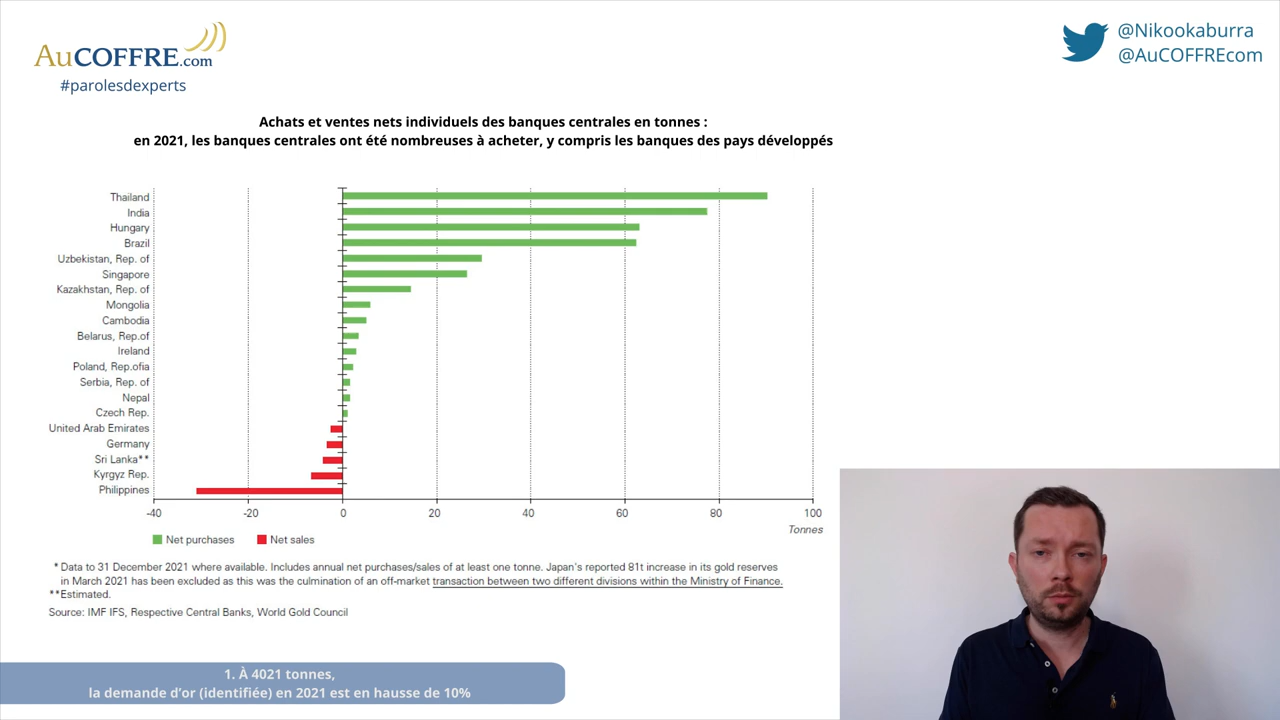 AuCOFFRE.com
#parolesdexperts
@Nikookaburra
@AuCOFFREcom
Achats et ventes nets individuels des banques centrales en tonnes :
en 2021, les banques centrales ont été nombreuses à acheter, y compris les banques des pays développés
Thailand
India
Hungary
Brazil
Uzbekistan, Rep. of
Singapore
Kazakhstan, Rep. of
Mongolia
Cambodia
Belarus, Rep.of
Ireland
Poland, Rep.ofia
Serbia, Rep. of
Nepal
Czech Rep.
United Arab Emirates
Germany
Sri Lanka**
Kyrgyz Rep.
Philippines
-40 -20 0 20 40 60 80 100
Tonnes
Net purchases Net sales
* Data to 31 December 2021 where available. Includes annual net purchases/sales of at least one tonne. Japan's reported 81t increase in its gold reserves
in March 2021 has been excluded as this was the culmination of an off-market transaction between two different divisions within the Ministry of Finance.
**Estimated.
Source: IMF IFS, Respective Central Banks, World Gold Council
1. À 4021 tonnes,
la demande d'or (identifiée) en 2021 est en hausse de 10%